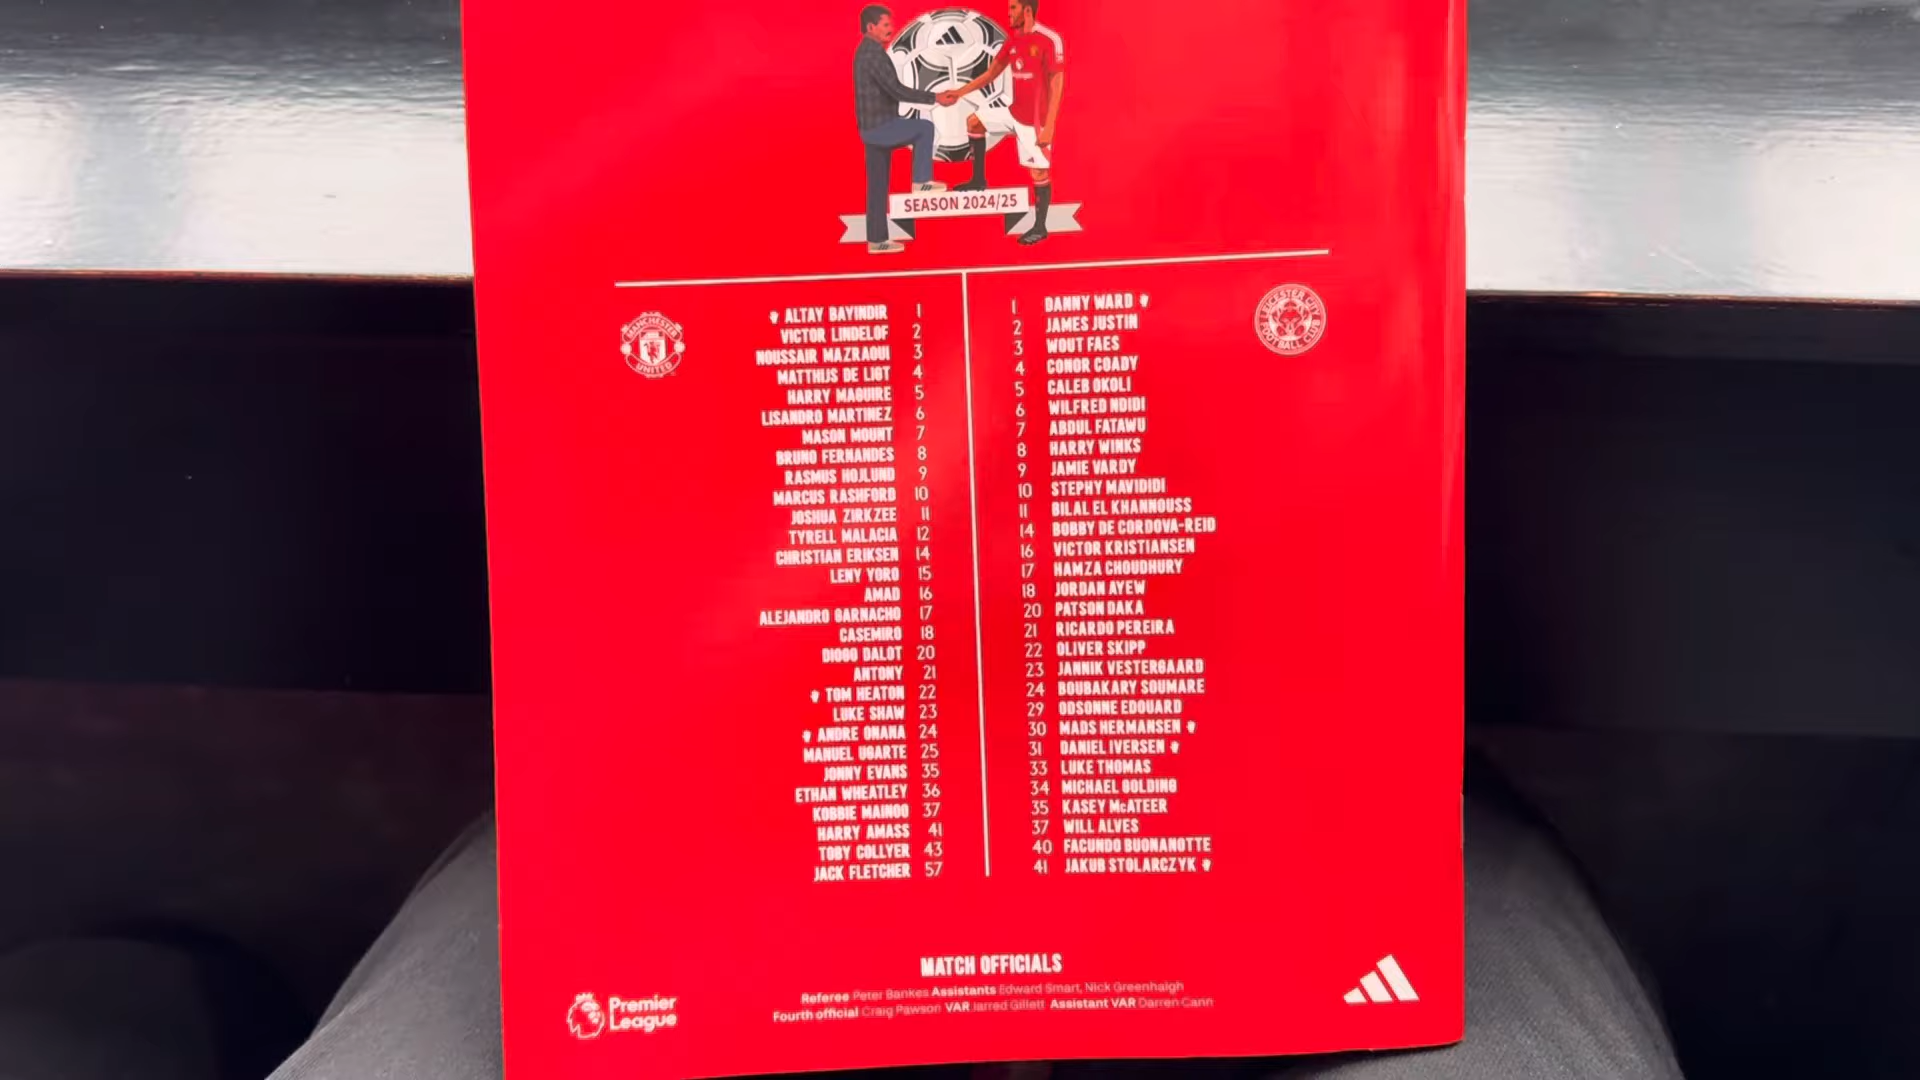 SEASON 2024/25
MANCHESTER UNITED
ALTAY BAYINDIR 1
VICTOR LINDELOF 2
NOUSSAIR MAZRAOUI 3
MATTHIJS DE LIGT 4
HARRY MAGUIRE 5
LISANDRO MARTINEZ 6
MASON MOUNT 7
BRUNO FERNANDES 8
RASMUS HOJLUND 9
MARCUS RASHFORD 10
JOSHUA ZIRKZEE 11
TYRELL MALACIA 12
CHRISTIAN ERIKSEN 14
LENY YORO 15
AMAD 16
ALEJANDRO GARNACHO 17
CASEMIRO 18
DIOGO DALOT 20
ANTONY 21
TOM HEATON 22
LUKE SHAW 23
ANDRE ONANA 24
MANUEL UGARTE 25
JONNY EVANS 35
ETHAN WHEATLEY 36
KOBBIE MAINOO 37
HARRY AMASS 41
TOBY COLLYER 43
JACK FLETCHER 57
LEICESTER CITY FOOTBALL CLUB
1 DANNY WARD
2 JAMES JUSTIN
3 WOUT FAES
4 CONOR COADY
5 CALEB OKOLI
6 WILFRED NDIDI
7 ABDUL FATAWU
8 HARRY WINKS
9 JAMIE VARDY
10 STEPHY MAVIDIDI
11 BILAL EL KHANNOUSS
14 BOBBY DE CORDOVA-REID
16 VICTOR KRISTIANSEN
17 HAMZA CHOUDHURY
18 JORDAN AYEW
20 PATSON DAKA
21 RICARDO PEREIRA
22 OLIVER SKIPP
23 JANNIK VESTERGAARD
24 BOUBAKARY SOUMARE
29 ODSONNE EDOUARD
30 MADS HERMANSEN
31 DANIEL IVERSEN
33 LUKE THOMAS
34 MICHAEL GOLDING
35 KASEY McATEER
37 WILL ALVES
40 FACUNDO BUONANOTTE
41 JAKUB STOLARCZYK
MATCH OFFICIALS
Referee Peter Bankes Assistants Edward Smart, Nick Greenhalgh
Fourth official Craig Pawson VAR Jarred Gillett Assistant VAR Darren Cann
Premier
League